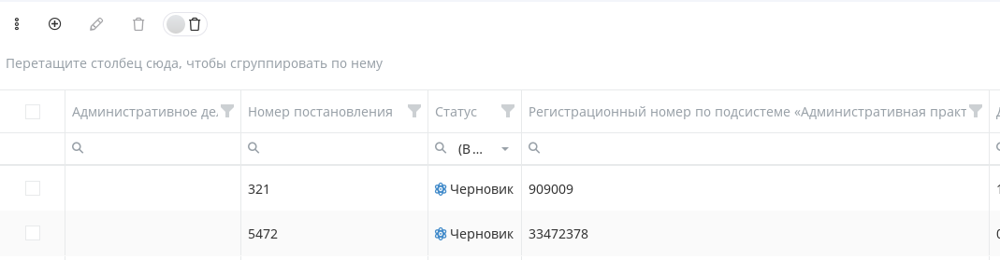 Перетащите столбец сюда, чтобы сгруппировать по нему
Административное де. Номер постановления Статус Регистрационный номер по подсистеме «Административная практ
(В ...
321 Черновик 909009
5472 Черновик 33472378